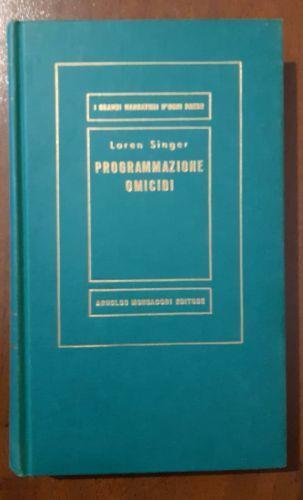 I GRANDI NARRATORI D'OGNI PAESE
Loren Singer
PROGRAMMAZIONE
OMICIDI
ARNOLDO MONDADORI EDITORE